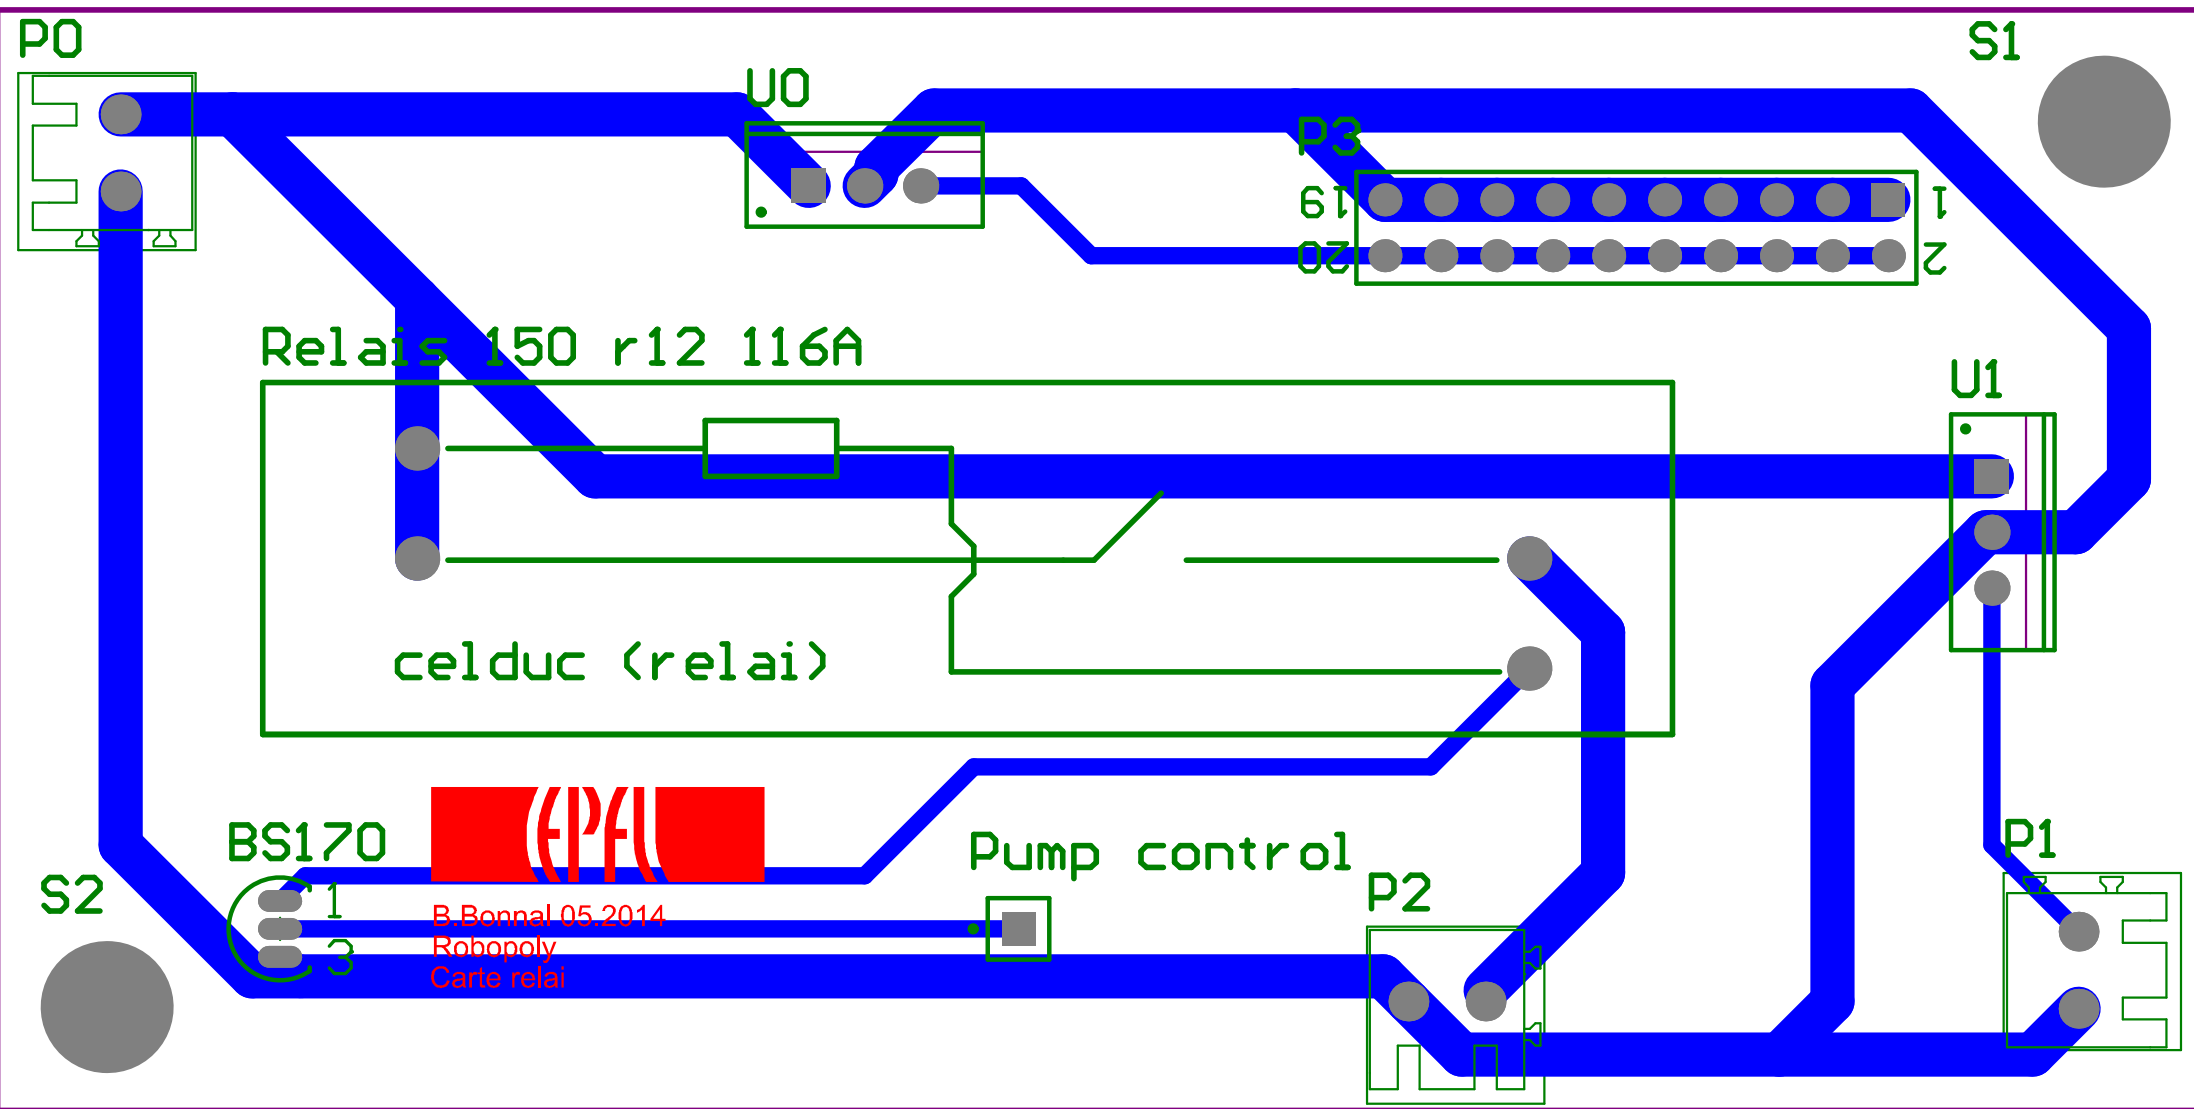 P0
S1
U0
P3
19
1
20
2
Relais 150 r12 116A
U1
celduc (relai)
EPFL
BS170
Pump control
P1
S2
1
P2
B.Bonnal 05.2014
Robopoly
3
Carte relai